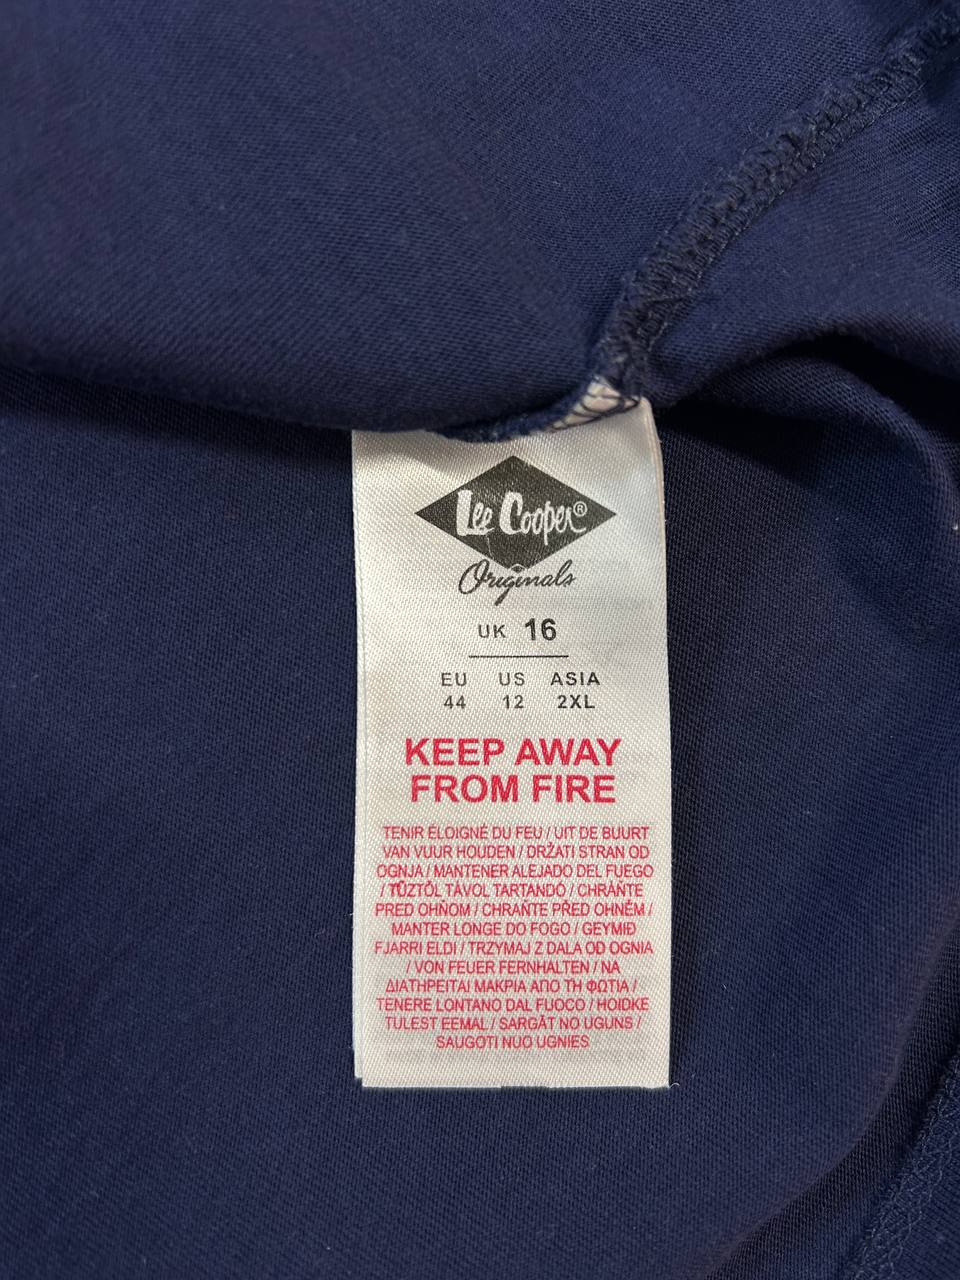 Lee Cooper®
Originals
UK 16
EU US ASIA
44 12 2XL
KEEP AWAY
FROM FIRE
TENIR ÉLOIGNÉ DU FEU / UIT DE BUURT
VAN VUUR HOUDEN / DRŽATI STRAN OD
OGNJA / MANTENER ALEJADO DEL FUEGO
/ TŰZTŐL TÁVOL TARTANDÓ / CHRÁŇTE
PRED OHŇOM / CHRAŇTE PŘED OHNĚM /
MANTER LONGE DO FOGO / GEYMIÐ
FJARRI ELDI / TRZYMAJ Z DALA OD OGNIA
/ VON FEUER FERNHALTEN / ΝΑ
ΔΙΑΤΗΡΕΙΤΑΙ ΜΑΚΡΙΑ ΑΠΟ ΤΗ ΦΩΤΙΑ /
TENERE LONTANO DAL FUOCO / HOIDKE
TULEST EEMAL / SARGĀT NO UGUNS /
SAUGOTI NUO UGNIES